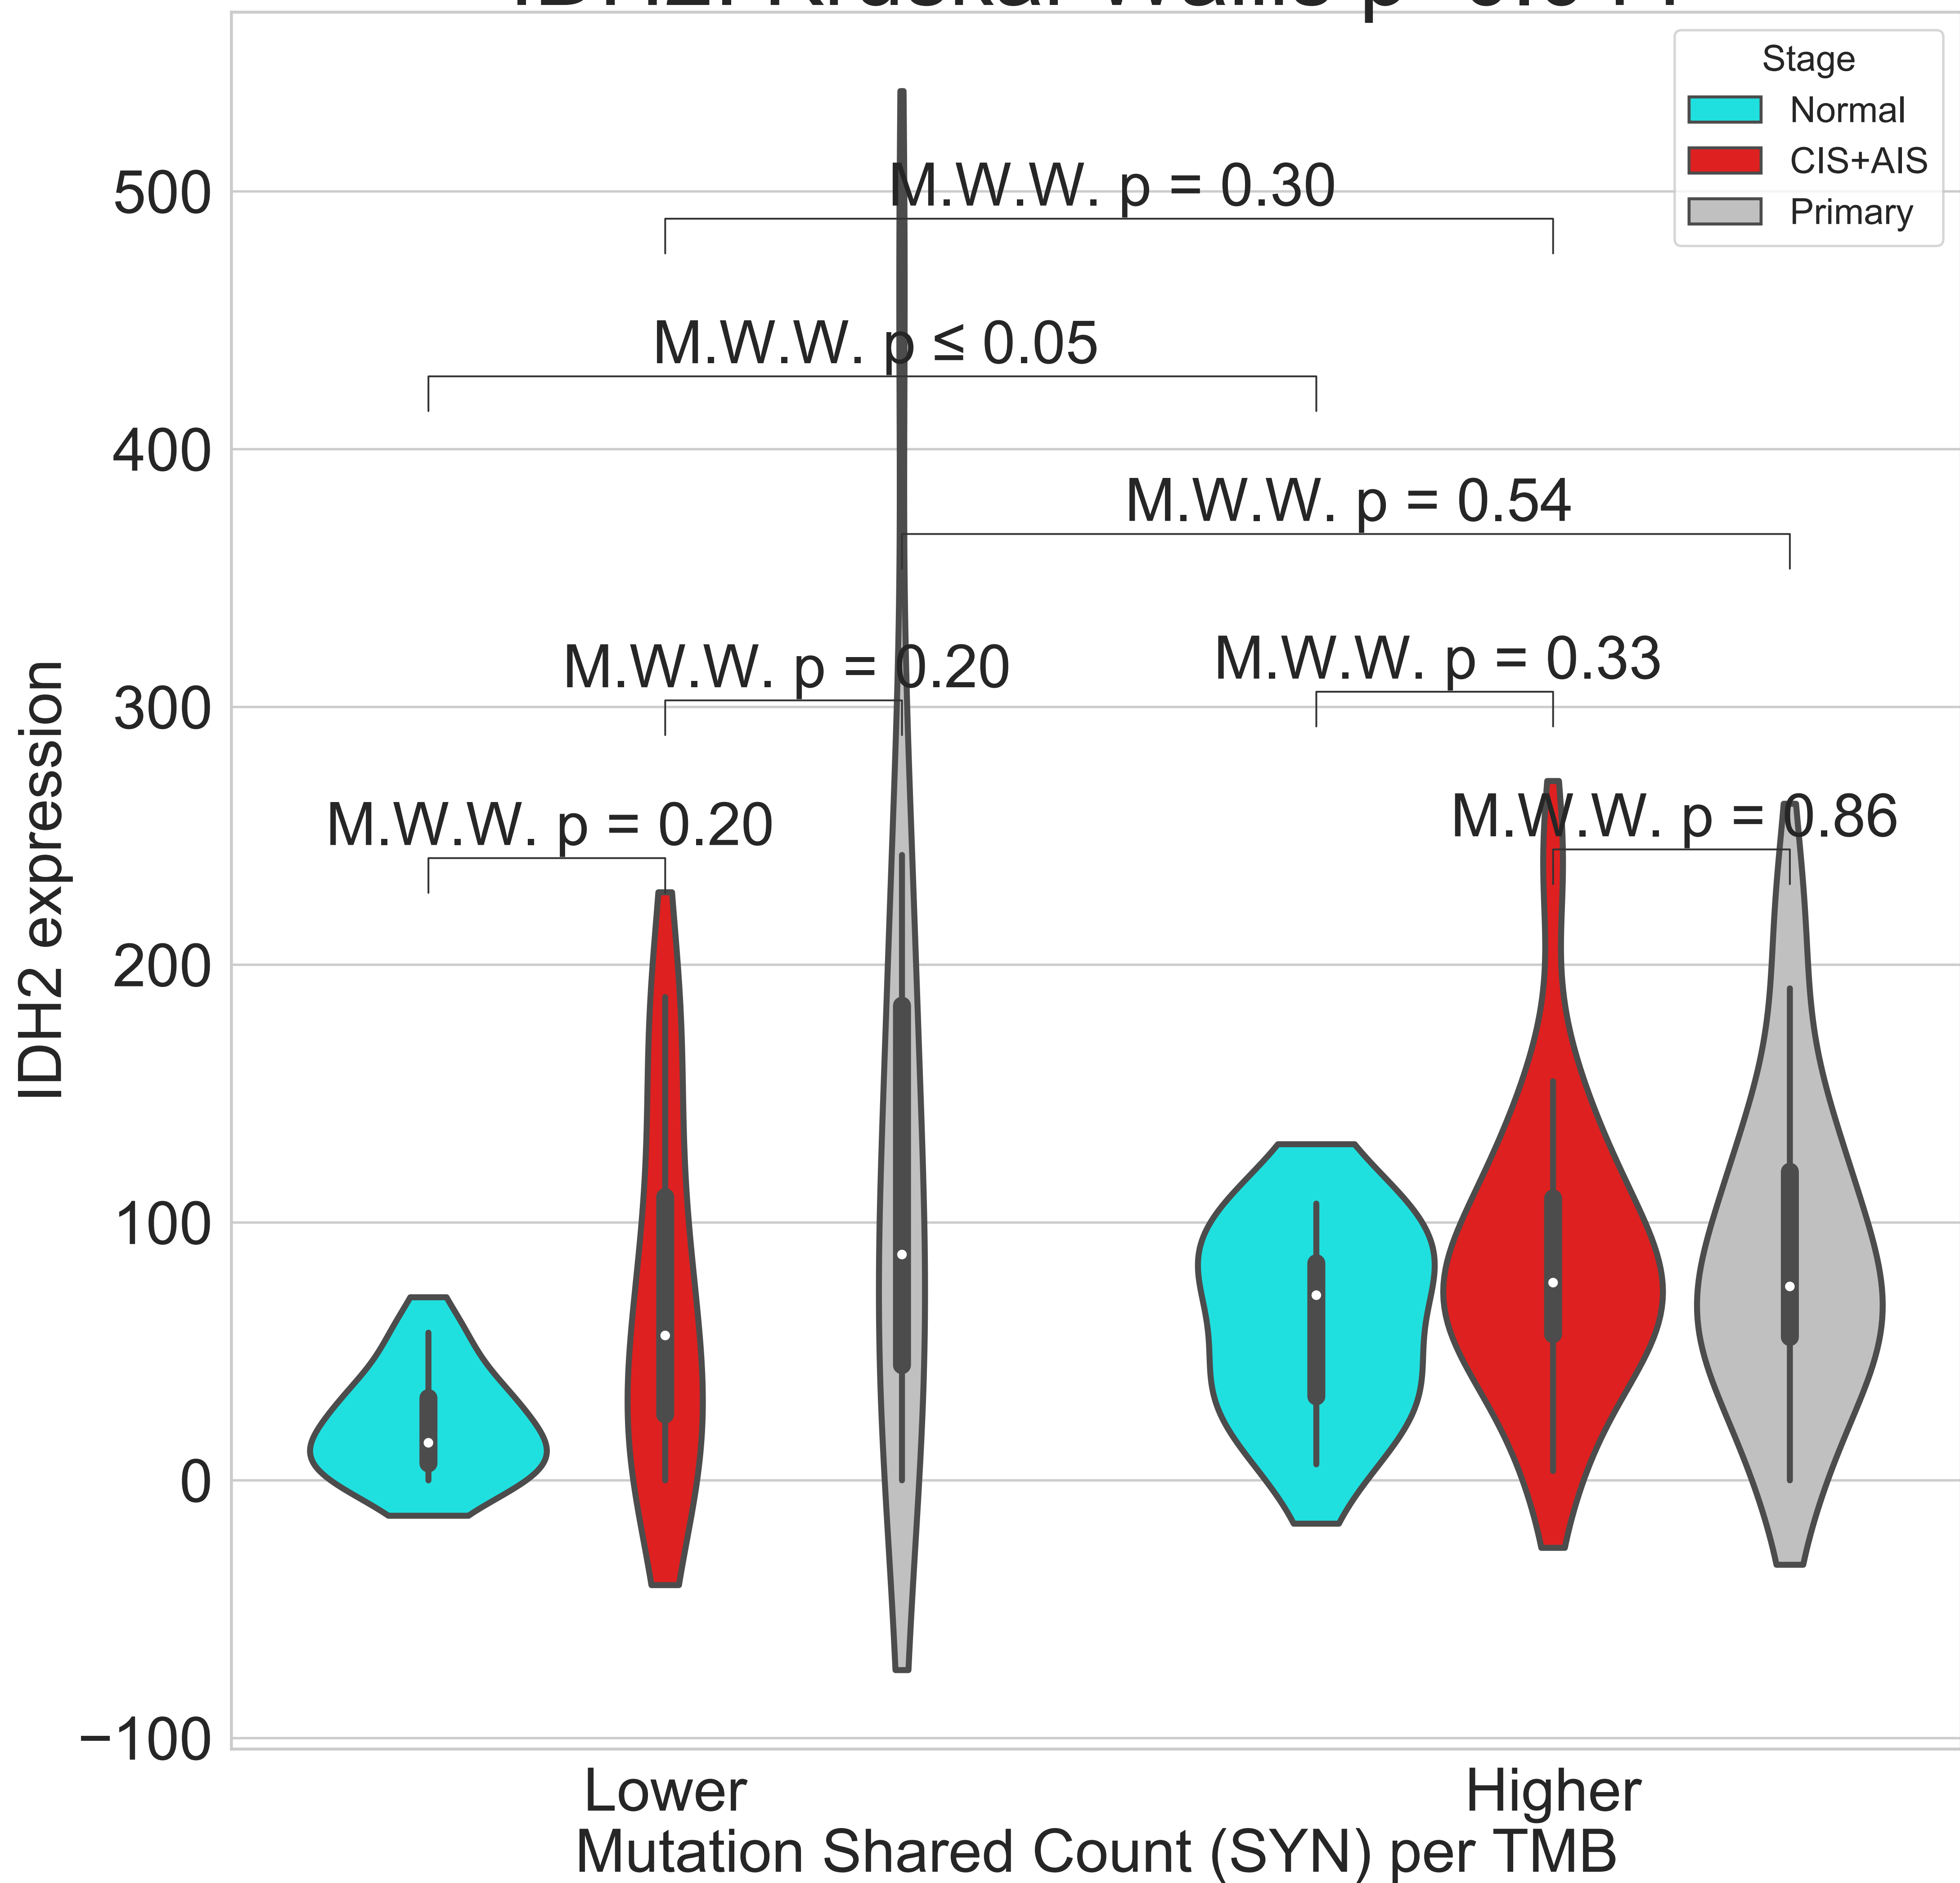 Stage
Normal
CIS+AIS
Primary
M.W.W. p = 0.30
M.W.W. p ≤ 0.05
M.W.W. p = 0.54
M.W.W. p = 0.20
M.W.W. p = 0.33
M.W.W. p = 0.20
M.W.W. p = 0.86
500
400
300
200
100
0
−100
IDH2 expression
Lower
Higher
Mutation Shared Count (SYN) per TMB